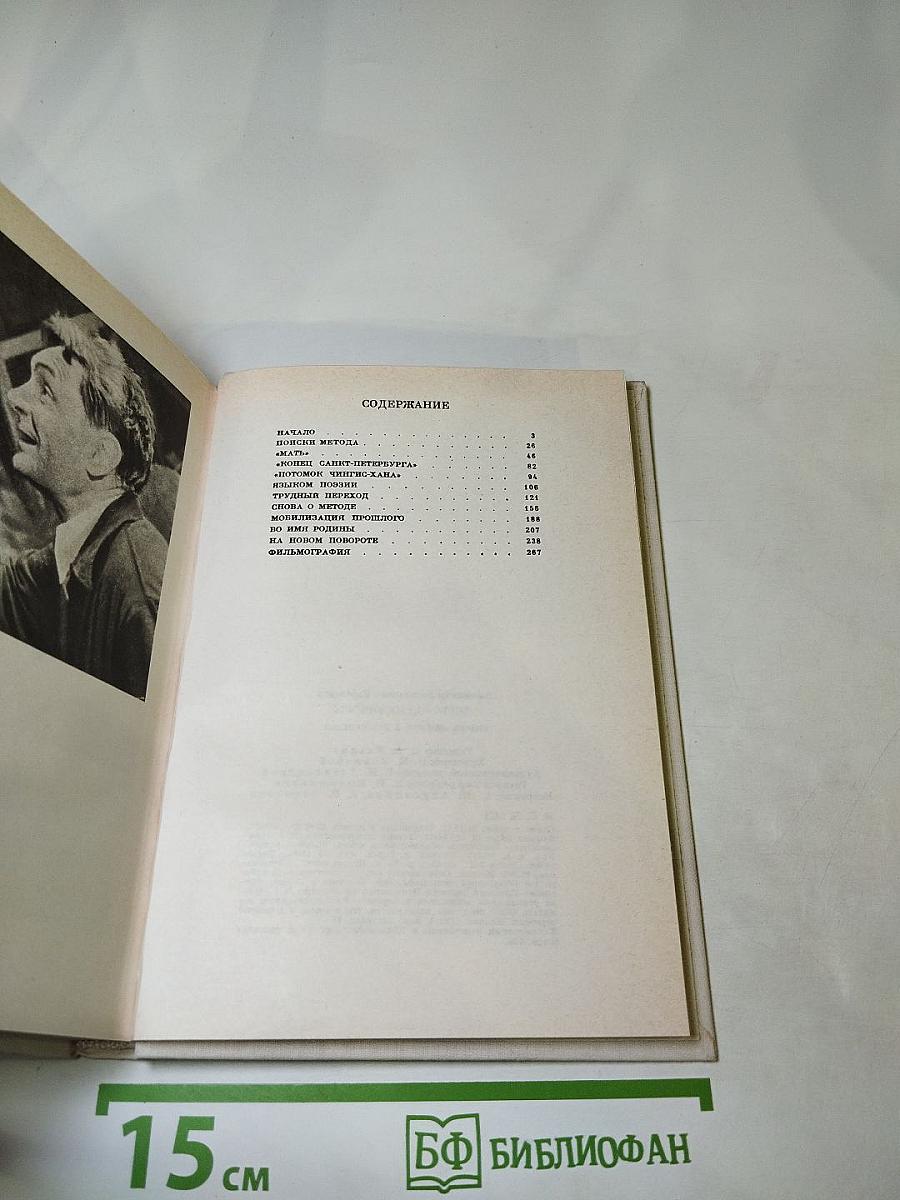 СОДЕРЖАНИЕ
НАЧАЛО . . . . . . . . . . . . . . 3
ПОИСКИ МЕТОДА . . . . . . . . . . . 26
«МАТЬ» . . . . . . . . . . . . . . 46
«КОНЕЦ САНКТ-ПЕТЕРБУРГА» . . . . . . . 82
«ПОТОМОК ЧИНГИС-ХАНА» . . . . . . . . 94
ЯЗЫКОМ ПОЭЗИИ . . . . . . . . . . . 106
ТРУДНЫЙ ПЕРЕХОД . . . . . . . . . . 121
СНОВА О МЕТОДЕ . . . . . . . . . . . 155
МОБИЛИЗАЦИЯ ПРОШЛОГО . . . . . . . . 188
ВО ИМЯ РОДИНЫ . . . . . . . . . . . 207
НА НОВОМ ПОВОРОТЕ . . . . . . . . . 238
ФИЛЬМОГРАФИЯ . . . . . . . . . . . 267
15 см
БФ БИБЛИОФАН